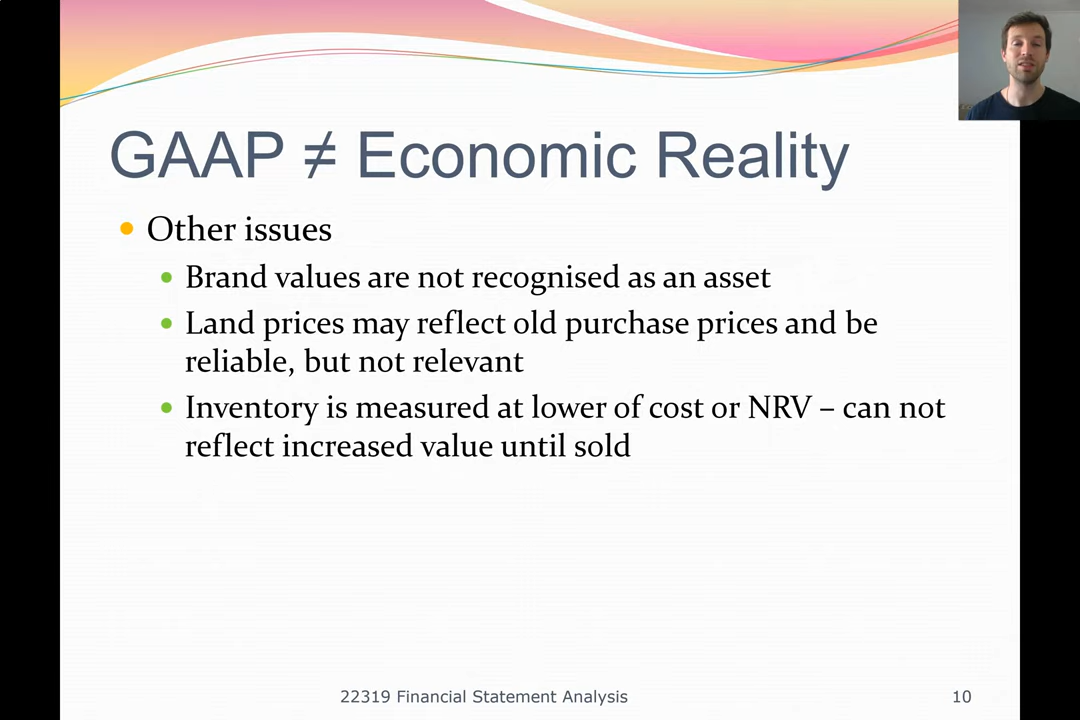 GAAP ≠ Economic Reality
Other issues
Brand values are not recognised as an asset
Land prices may reflect old purchase prices and be
reliable, but not relevant
Inventory is measured at lower of cost or NRV – can not
reflect increased value until sold
22319 Financial Statement Analysis
10